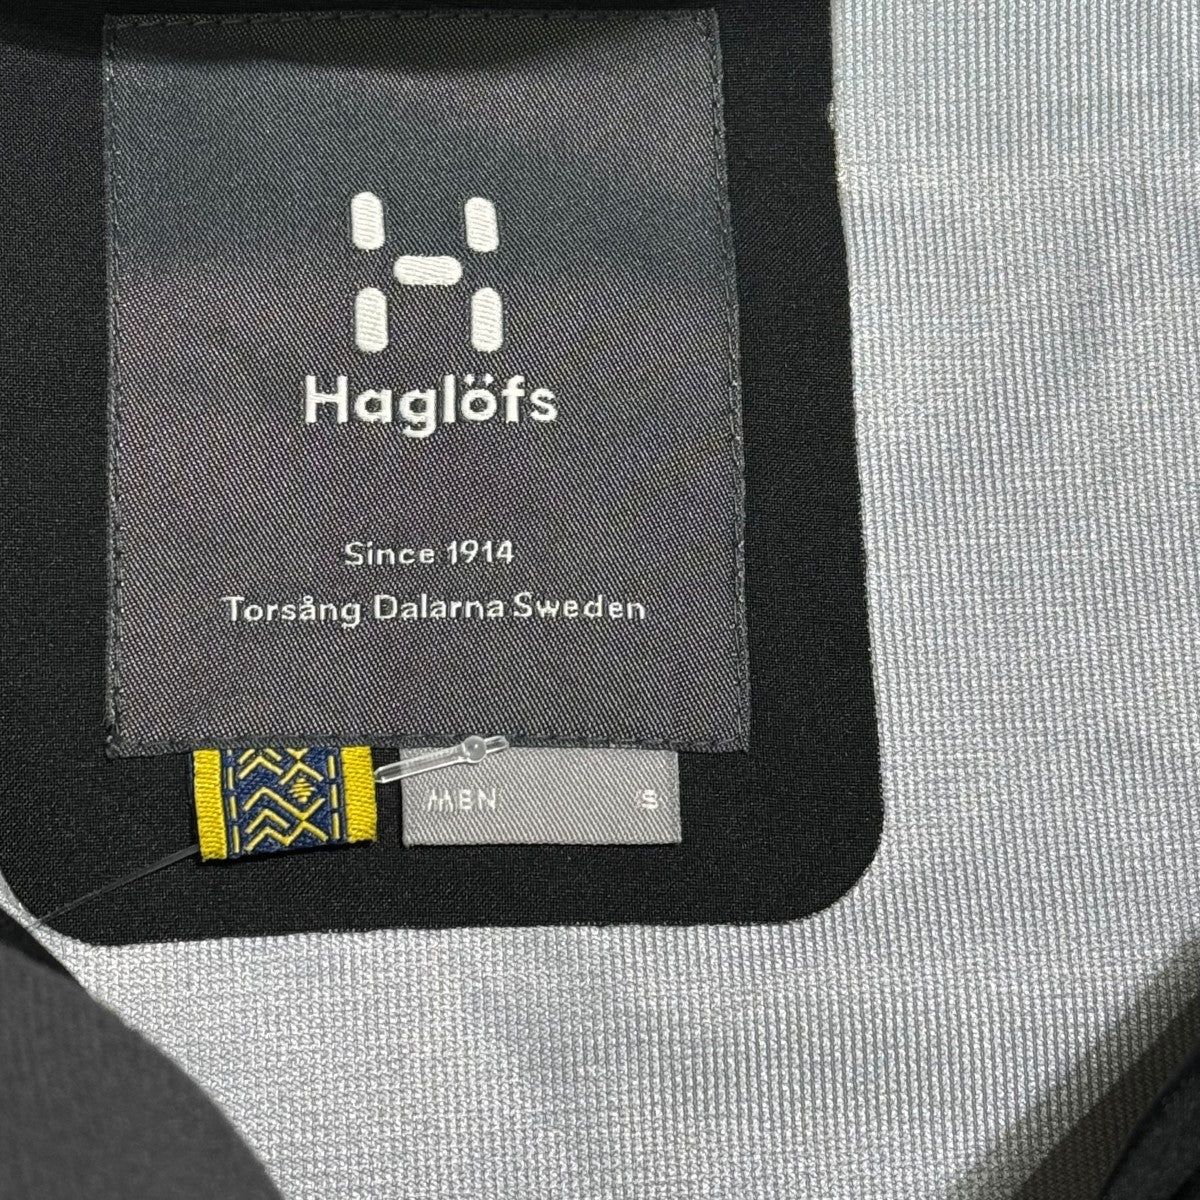 Haglöfs
Since 1914
Torsång Dalarna Sweden
MEN S